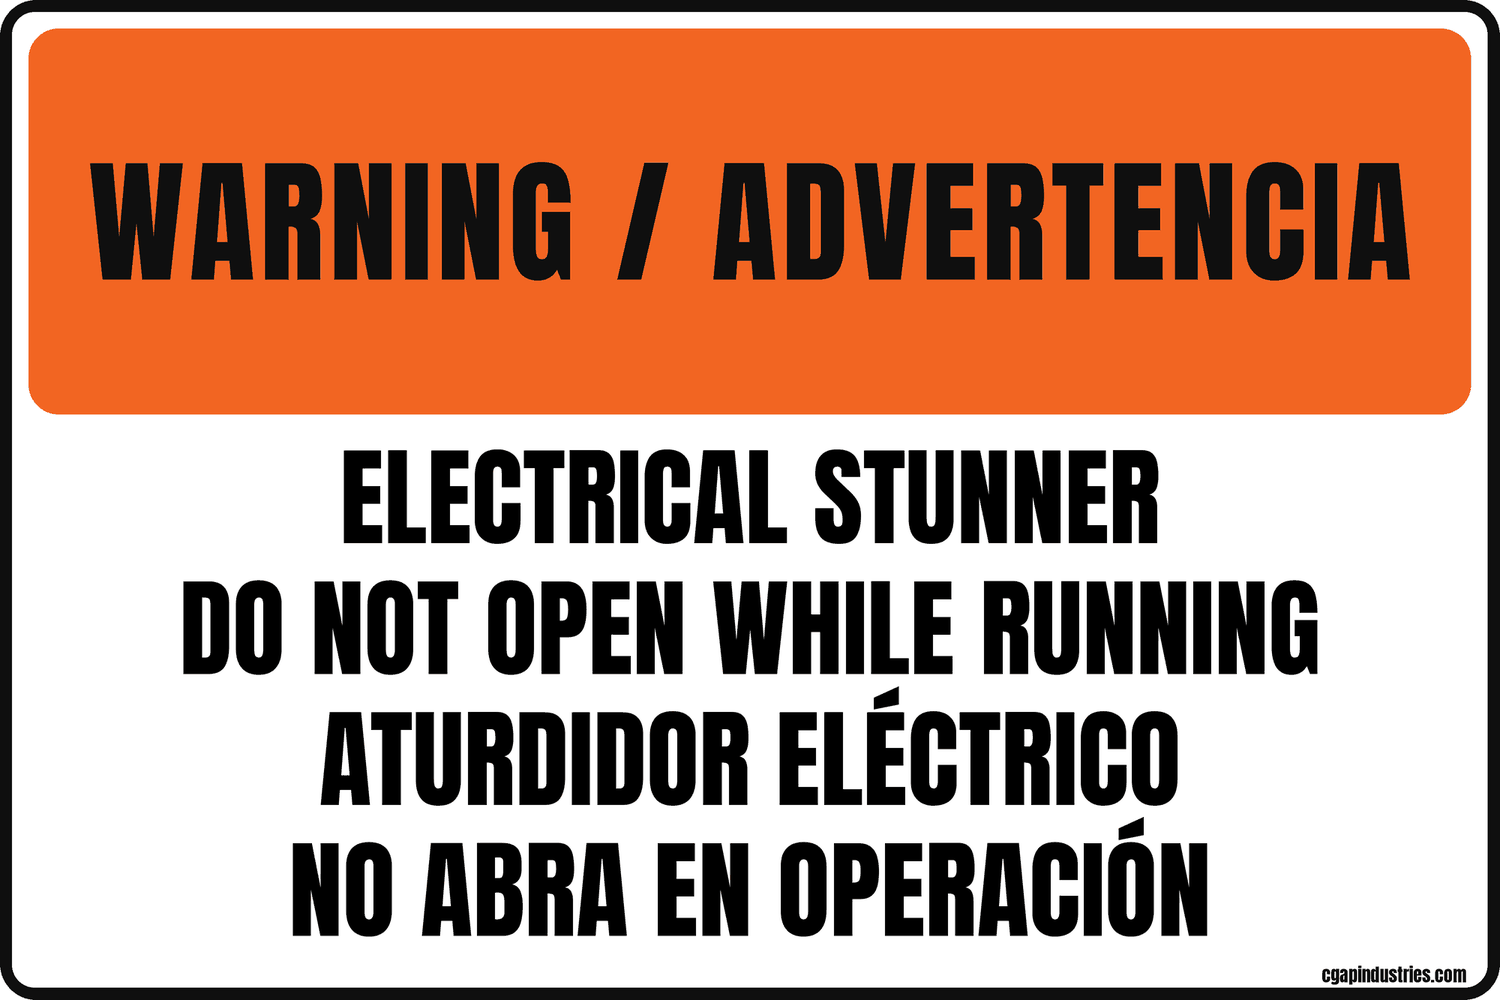 WARNING / ADVERTENCIA
ELECTRICAL STUNNER
DO NOT OPEN WHILE RUNNING
ATURDIDOR ELÉCTRICO
NO ABRA EN OPERACIÓN
cgapindustries.com